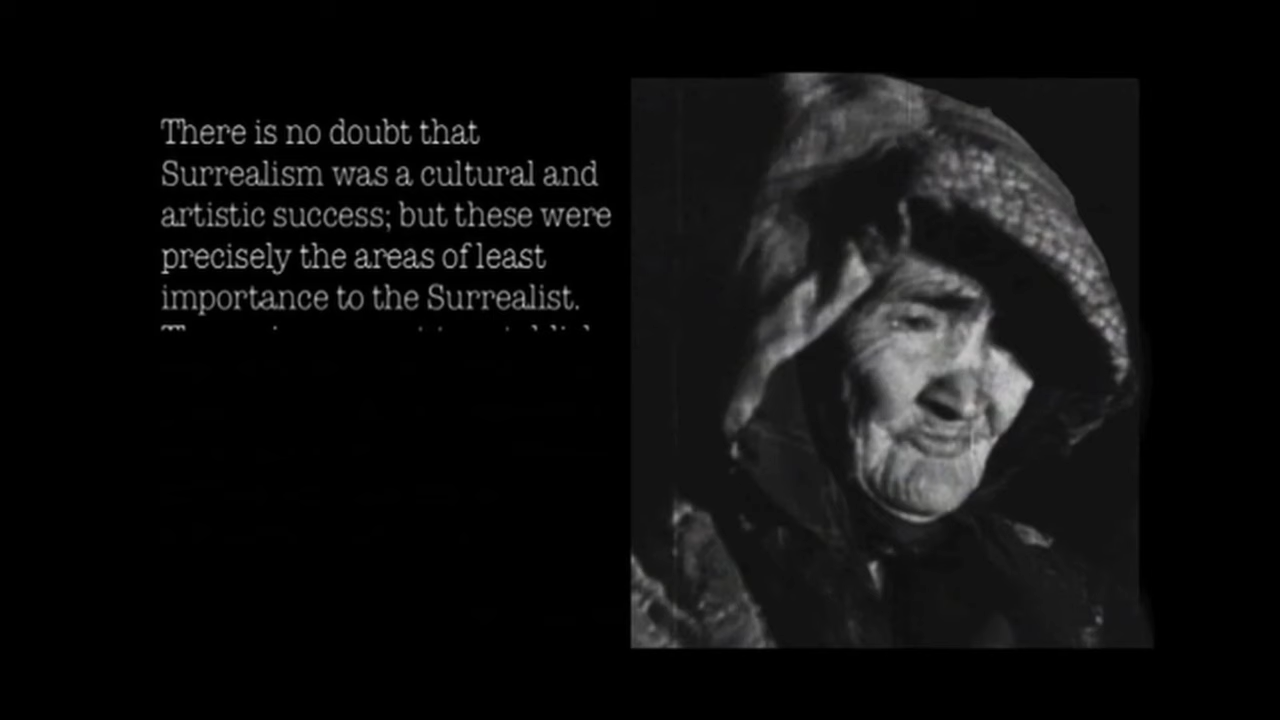 There is no doubt that
Surrealism was a cultural and
artistic success; but these were
precisely the areas of least
importance to the Surrealist.